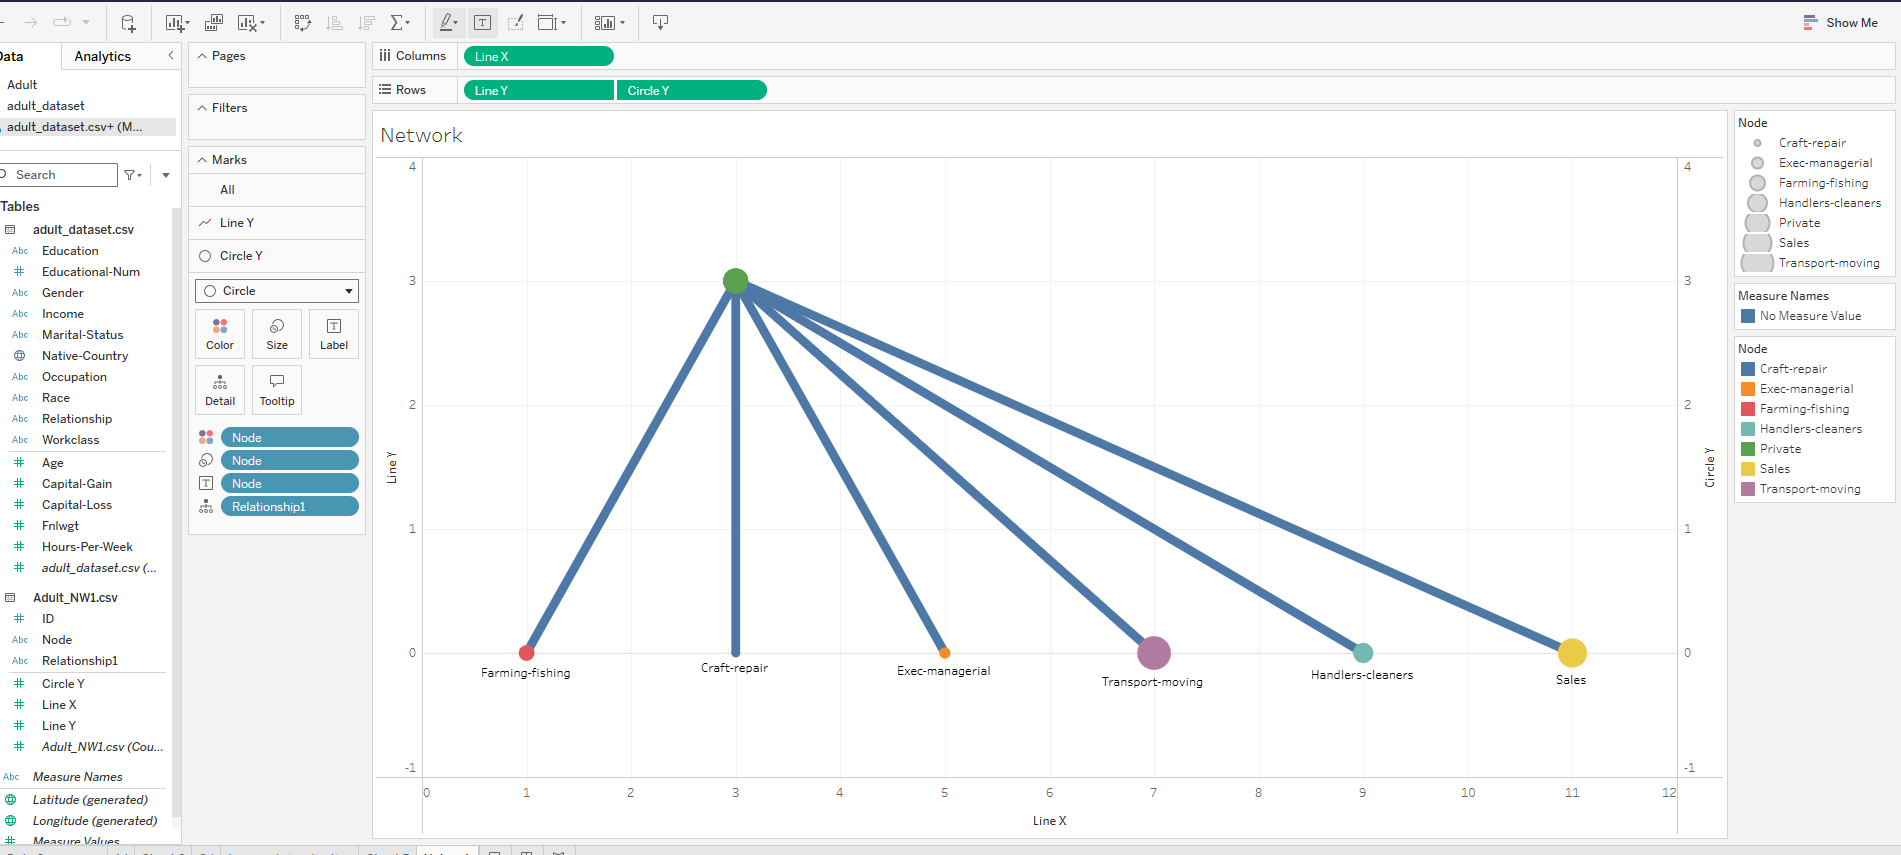 Show Me
Data
Analytics
Adult
adult_dataset
adult_dataset.csv+ (M...
Search
Tables
adult_dataset.csv
Abc Education
Educational-Num
Abc Gender
Abc Income
Abc Marital-Status
Native-Country
Abc Occupation
Abc Race
Abc Relationship
Abc Workclass
Age
Capital-Gain
Capital-Loss
Fnlwgt
Hours-Per-Week
adult_dataset.csv (...
Adult_NW1.csv
ID
Abc Node
Abc Relationship1
Circle Y
Line X
Line Y
Adult_NW1.csv (Cou...
Abc Measure Names
Latitude (generated)
Longitude (generated)
Measure Values
Pages
Filters
Marks
All
Line Y
Circle Y
Circle
Color
Size
Label
Detail
Tooltip
Node
Node
Node
Relationship1
Columns
Line X
Rows
Line Y
Circle Y
Network
4
3
2
1
0
-1
Line Y
Farming-fishing
Craft-repair
Exec-managerial
Transport-moving
Handlers-cleaners
Sales
4
3
2
1
0
-1
Circle Y
0 1 2 3 4 5 6 7 8 9 10 11 12
Line X
Node
Craft-repair
Exec-managerial
Farming-fishing
Handlers-cleaners
Private
Sales
Transport-moving
Measure Names
No Measure Value
Node
Craft-repair
Exec-managerial
Farming-fishing
Handlers-cleaners
Private
Sales
Transport-moving